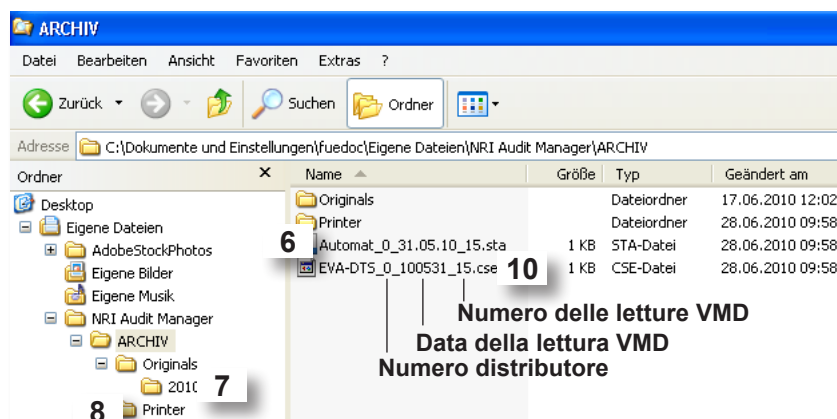 ARCHIV
Datei Bearbeiten Ansicht Favoriten Extras ?
Zurück Suchen Ordner
Adresse C:\Dokumente und Einstellungen\fuedoc\Eigene Dateien\NRI Audit Manager\ARCHIV
Ordner X Name Größe Typ Geändert am
Desktop Originals Dateiordner 17.06.2010 12:02
Eigene Dateien Printer Dateiordner 28.06.2010 09:58
AdobeStockPhotos 6 Automat_0_31.05.10_15.sta 1 KB STA-Datei 28.06.2010 09:58
Eigene Bilder EVA-DTS_0_100531_15.cse 10 1 KB CSE-Datei 28.06.2010 09:58
Eigene Musik
NRI Audit Manager Numero delle letture VMD
ARCHIV Data della lettura VMD
Originals Numero distributore
201 7
8 Printer